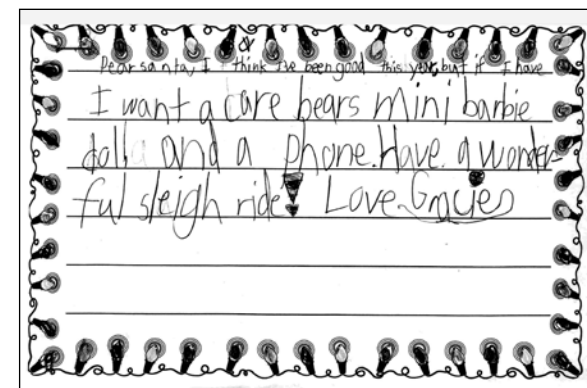 Dear santa, I think I've been good this year, but if I have
I want a care bears mini barbie
doll and a phone. Have a wonder-
ful sleigh ride! Love